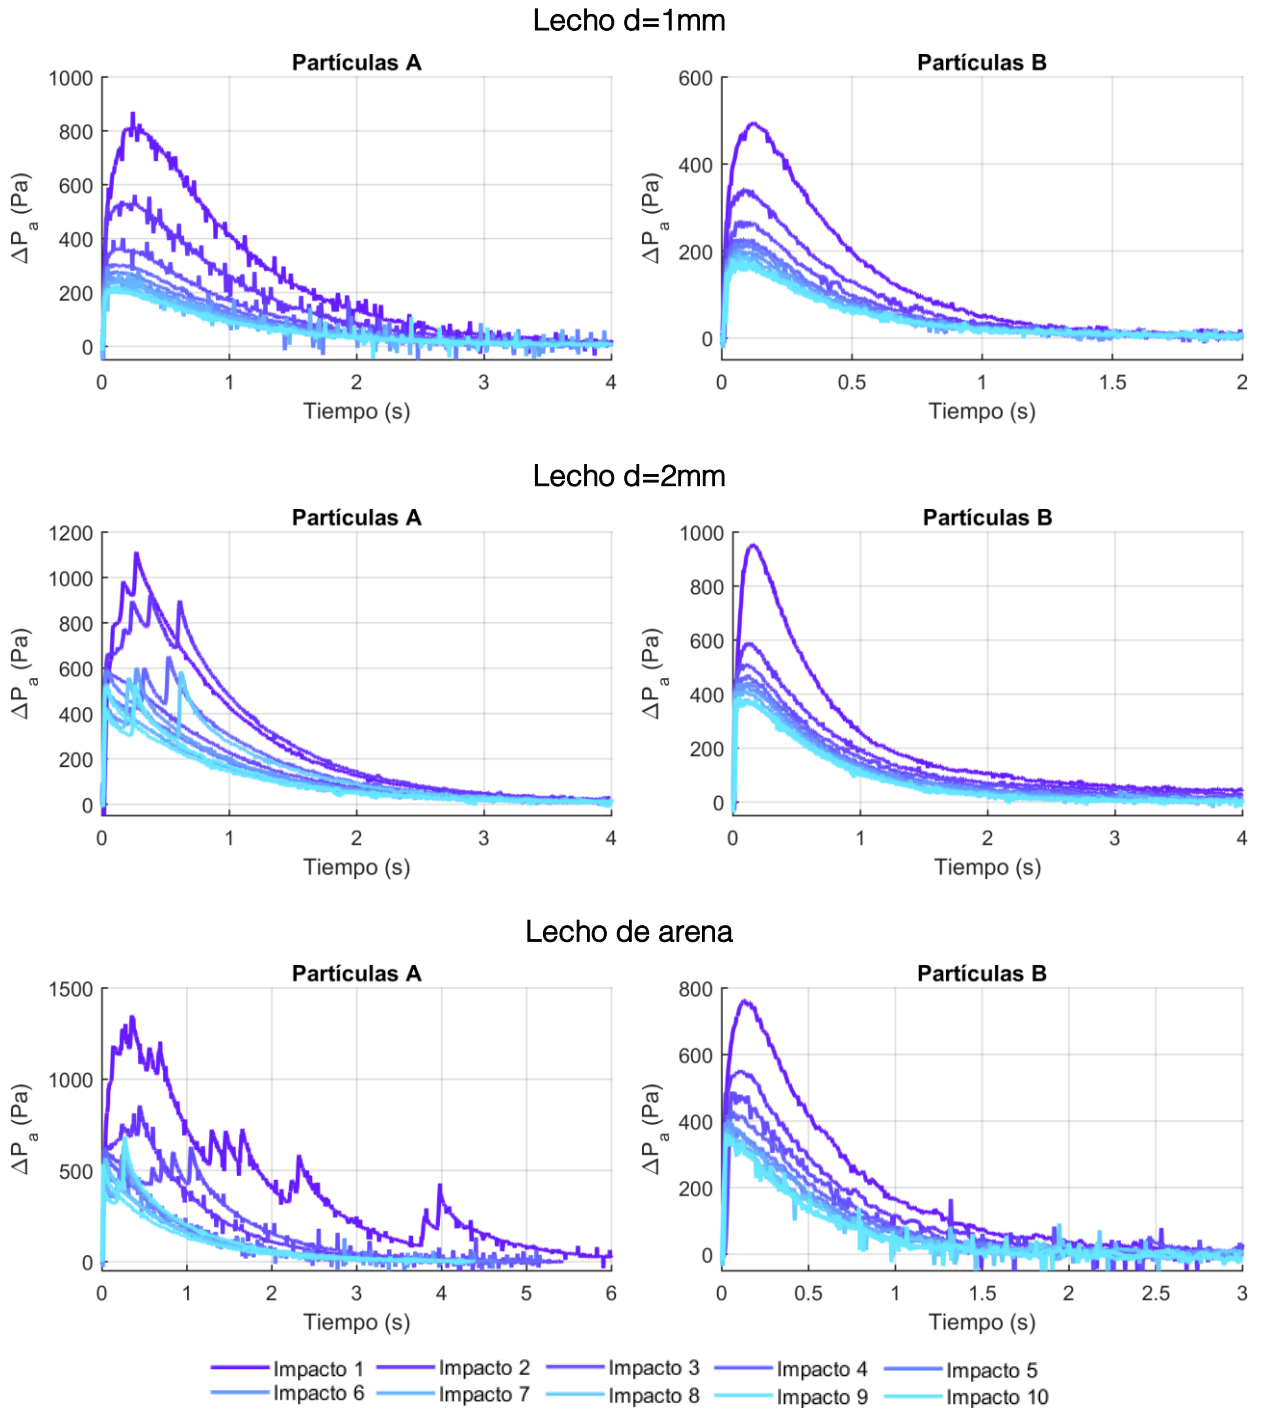 Lecho d=1mm
Partículas A
Partículas B
1000
800
600
400
200
0
ΔPa (Pa)
0 1 2 3 4
Tiempo (s)
600
400
200
0
ΔPa (Pa)
0 0.5 1 1.5 2
Tiempo (s)
Lecho d=2mm
Partículas A
Partículas B
1200
1000
800
600
400
200
0
ΔPa (Pa)
0 1 2 3 4
Tiempo (s)
1000
800
600
400
200
0
ΔPa (Pa)
0 1 2 3 4
Tiempo (s)
Lecho de arena
Partículas A
Partículas B
1500
1000
500
0
ΔPa (Pa)
0 1 2 3 4 5 6
Tiempo (s)
800
600
400
200
0
ΔPa (Pa)
0 0.5 1 1.5 2 2.5 3
Tiempo (s)
Impacto 1 Impacto 2 Impacto 3 Impacto 4 Impacto 5
Impacto 6 Impacto 7 Impacto 8 Impacto 9 Impacto 10